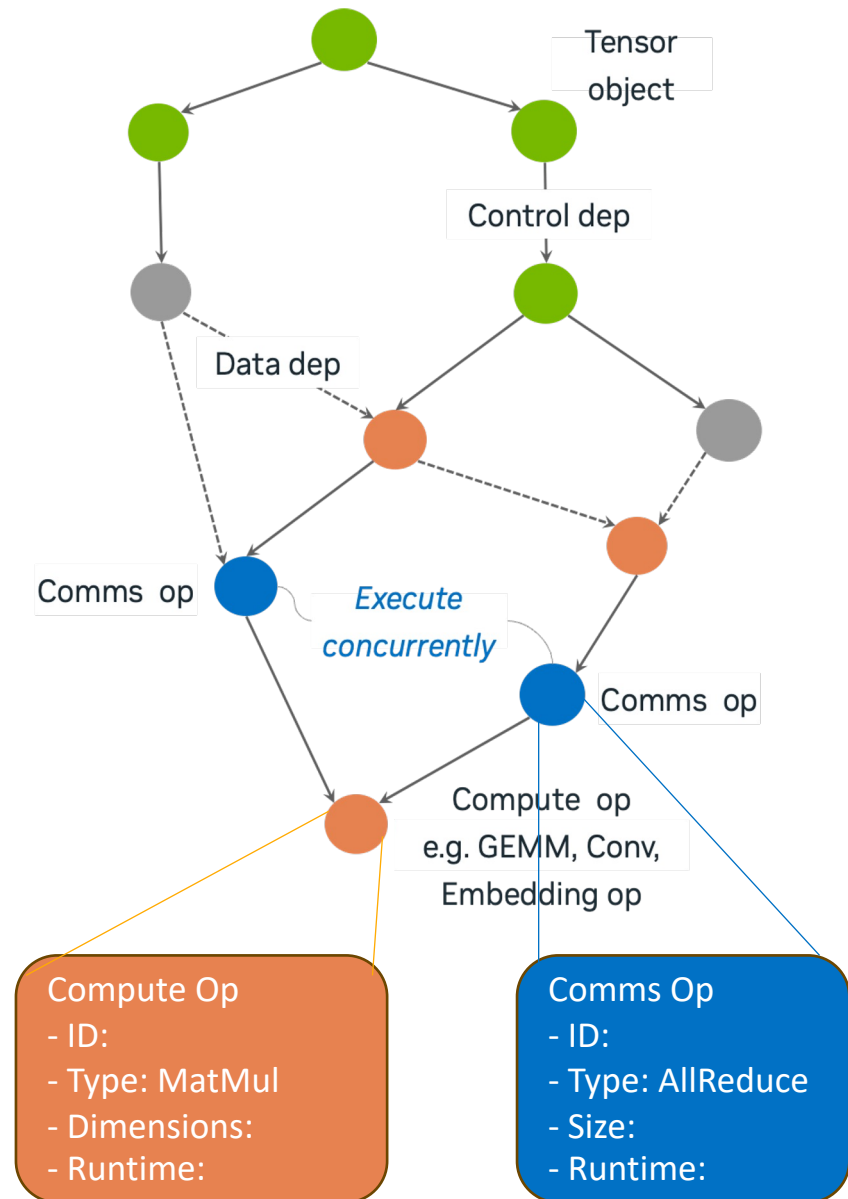 Tensor
object
Control dep
Data dep
Comms op
Execute
concurrently
Comms op
Compute op
e.g. GEMM, Conv,
Embedding op
Compute Op
- ID:
- Type: MatMul
- Dimensions:
- Runtime:
Comms Op
- ID:
- Type: AllReduce
- Size:
- Runtime: